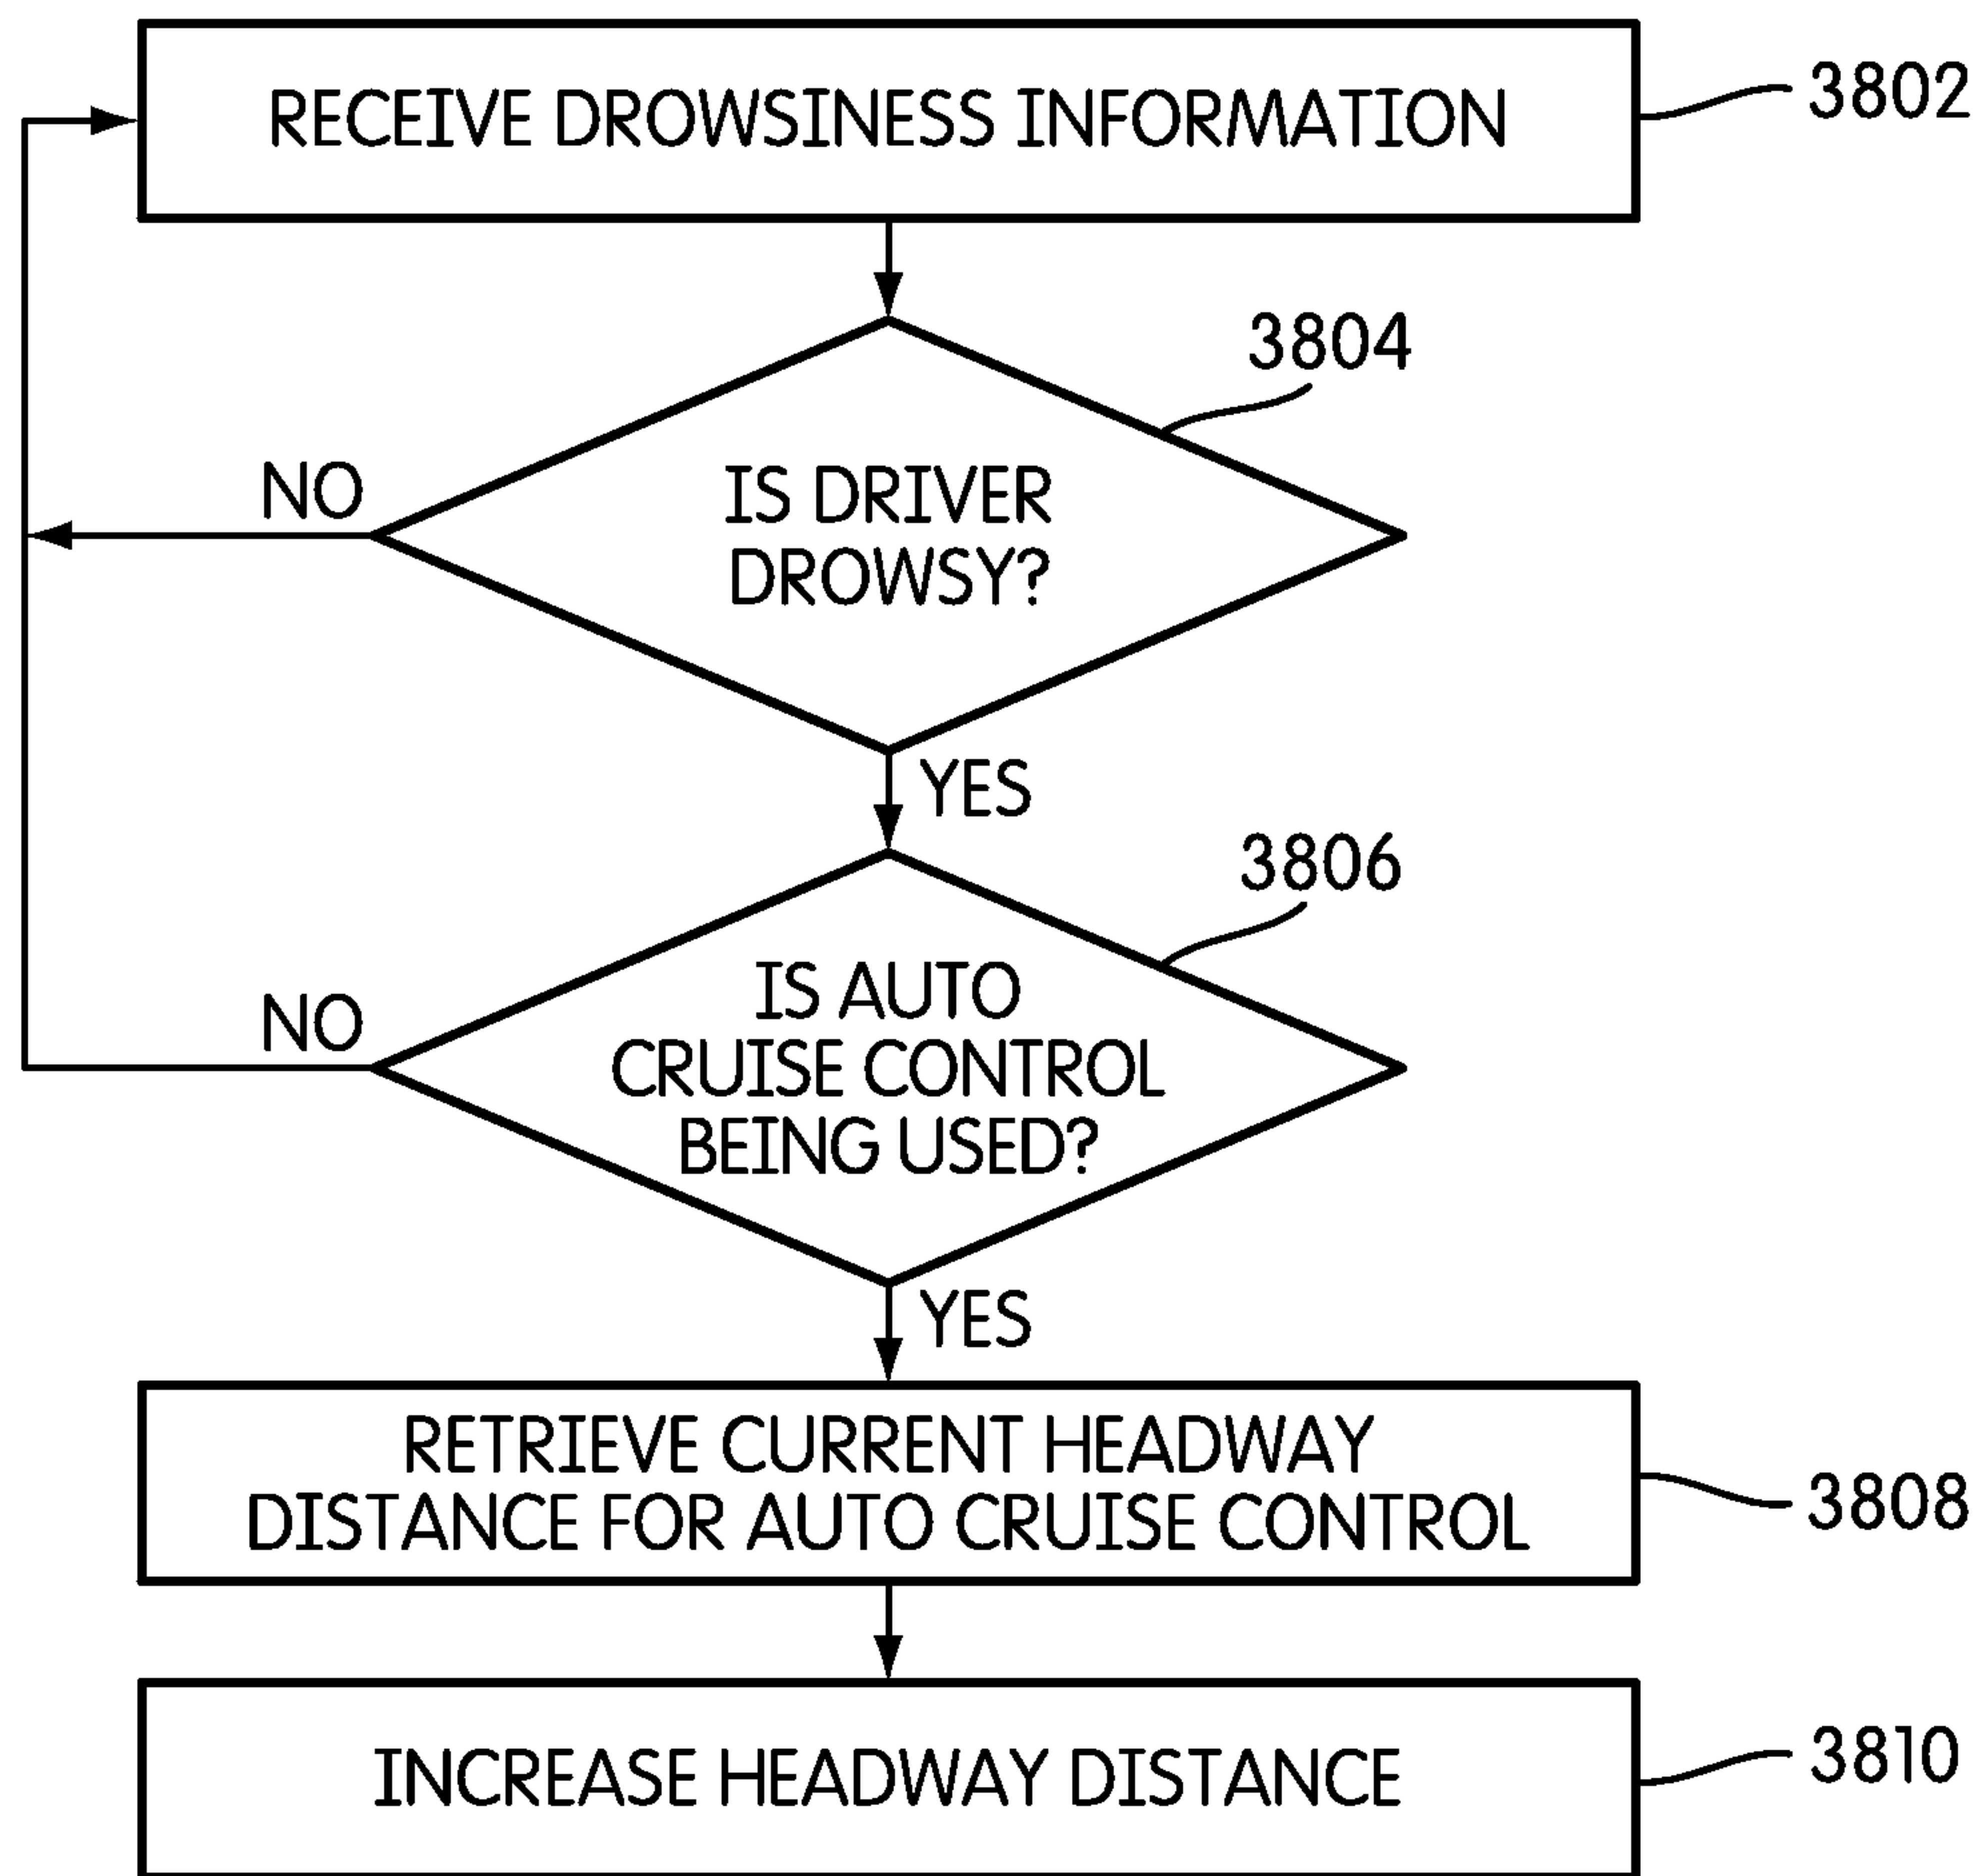 RECEIVE DROWSINESS INFORMATION
3802
3804
IS DRIVER
DROWSY?
NO
YES
3806
IS AUTO
CRUISE CONTROL
BEING USED?
NO
YES
RETRIEVE CURRENT HEADWAY
DISTANCE FOR AUTO CRUISE CONTROL
3808
INCREASE HEADWAY DISTANCE
3810